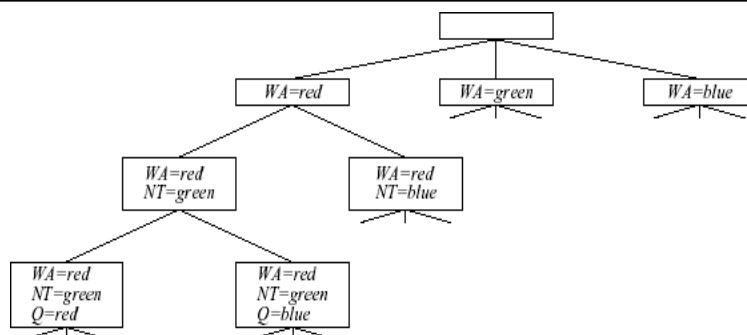 WA=red
WA=green
WA=blue
WA=red
NT=green
WA=red
NT=blue
WA=red
NT=green
Q=red
WA=red
NT=green
Q=blue